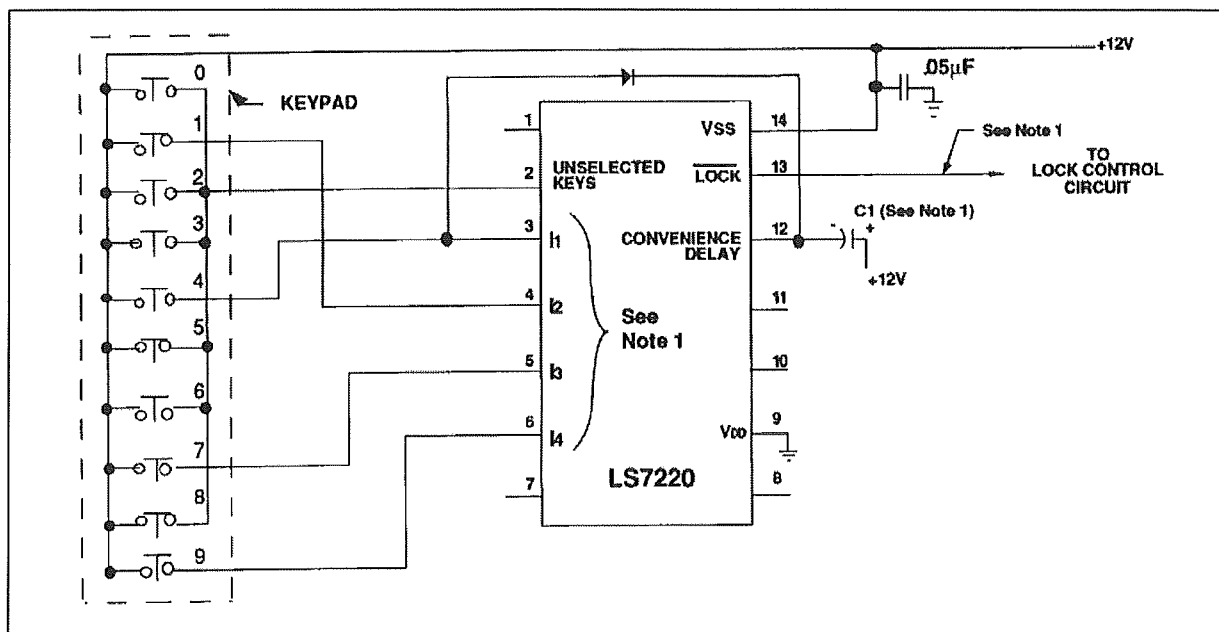 +12V
.05µF
0
KEYPAD
1
2
3
4
5
6
7
8
9
1
2
3
4
5
6
7
UNSELECTED
KEYS
I1
I2
I3
I4
See
Note 1
LS7220
VSS
LOCK
CONVENIENCE
DELAY
VDD
14
13
12
11
10
9
8
See Note 1
TO
LOCK CONTROL
CIRCUIT
C1 (See Note 1)
- +
+12V